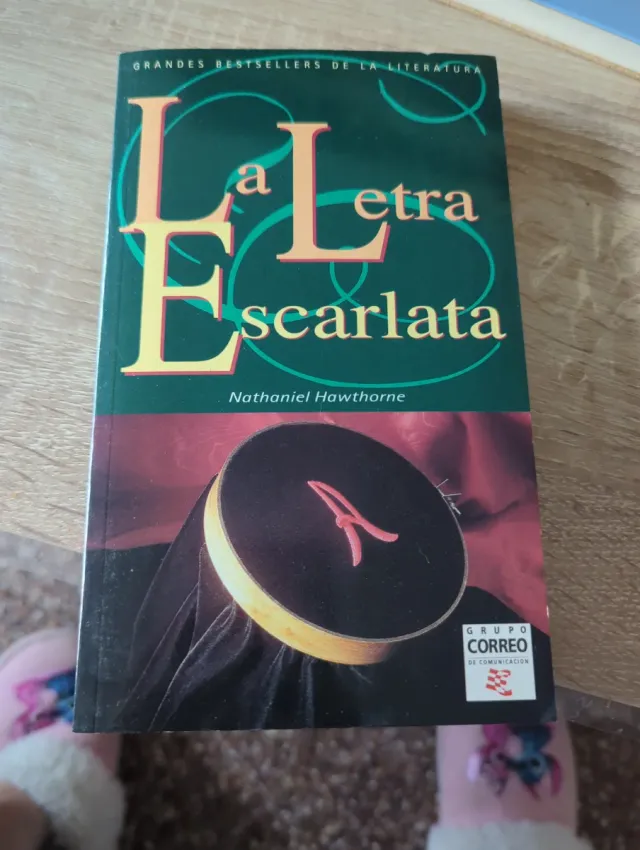 GRANDES BESTSELLERS DE LA LITERATURA
La Letra
Escarlata
Nathaniel Hawthorne
A
GRUPO
CORREO
DE COMUNICACIÓN